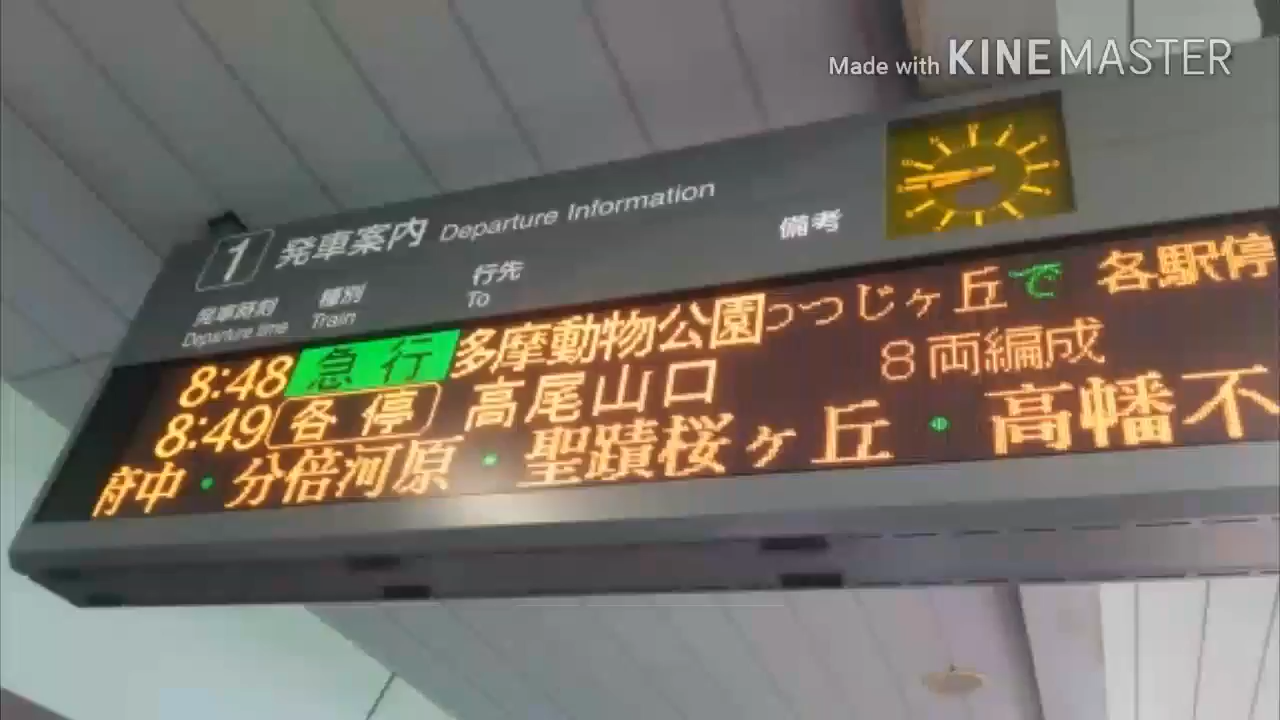 Made with KINEMASTER
1 発車案内 Departure Information
備考
発車時刻 種別 行先
Departure time Train To
8:48 急行 多摩動物公園 つつじヶ丘で 各駅停
8:49 各停 高尾山口 8両編成
府中・分倍河原・聖蹟桜ヶ丘・高幡不